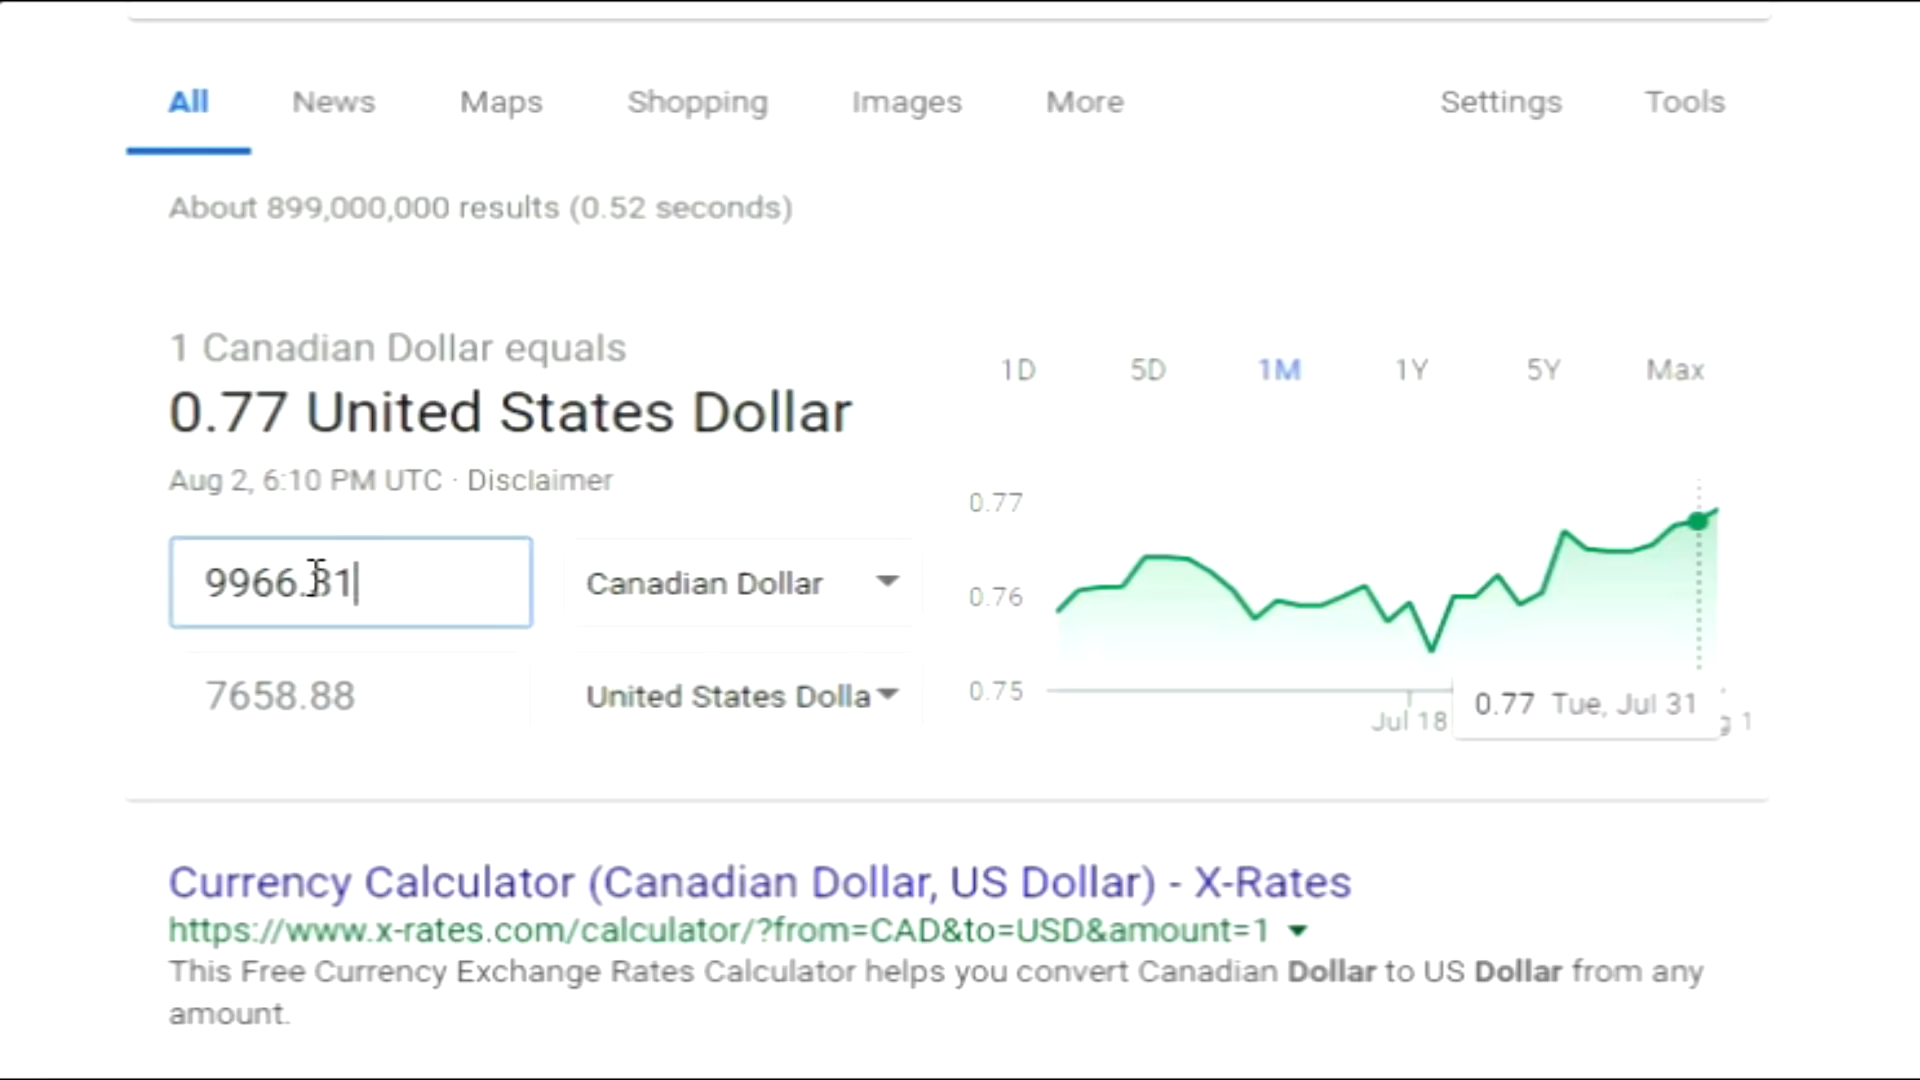 All News Maps Shopping Images More Settings Tools
About 899,000,000 results (0.52 seconds)
1 Canadian Dollar equals
0.77 United States Dollar
Aug 2, 6:10 PM UTC · Disclaimer
9966.31 Canadian Dollar
7658.88 United States Dolla
1D 5D 1M 1Y 5Y Max
0.77
0.76
0.75
Jul 18 0.77 Tue, Jul 31 g 1
Currency Calculator (Canadian Dollar, US Dollar) - X-Rates
https://www.x-rates.com/calculator/?from=CAD&to=USD&amount=1
This Free Currency Exchange Rates Calculator helps you convert Canadian Dollar to US Dollar from any
amount.